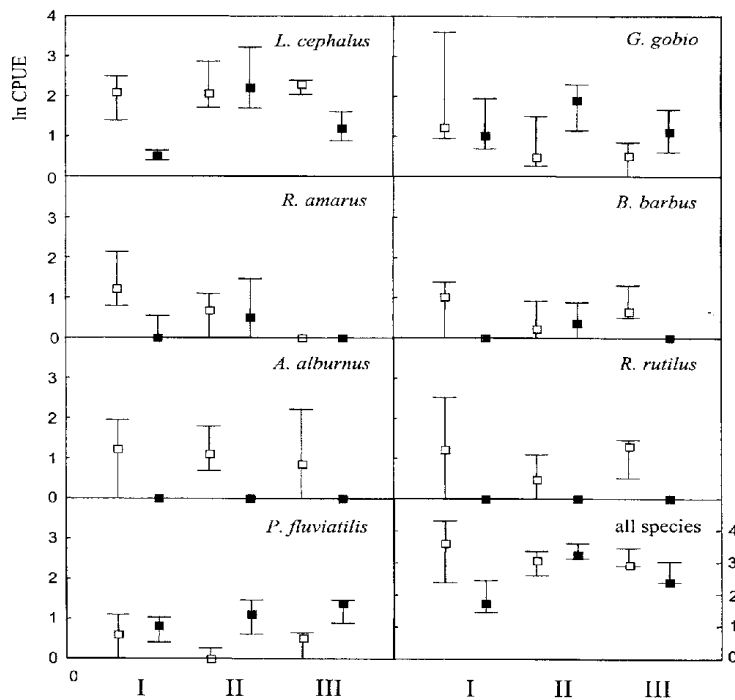 ln CPUE
4
3
2
1
0
L. cephalus
G. gobio
3
2
1
0
R. amarus
B. barbus
3
2
1
0
A. alburnus
R. rutilus
3
2
1
0
P. fluviatilis
all species
4
3
2
1
0
I II III I II III